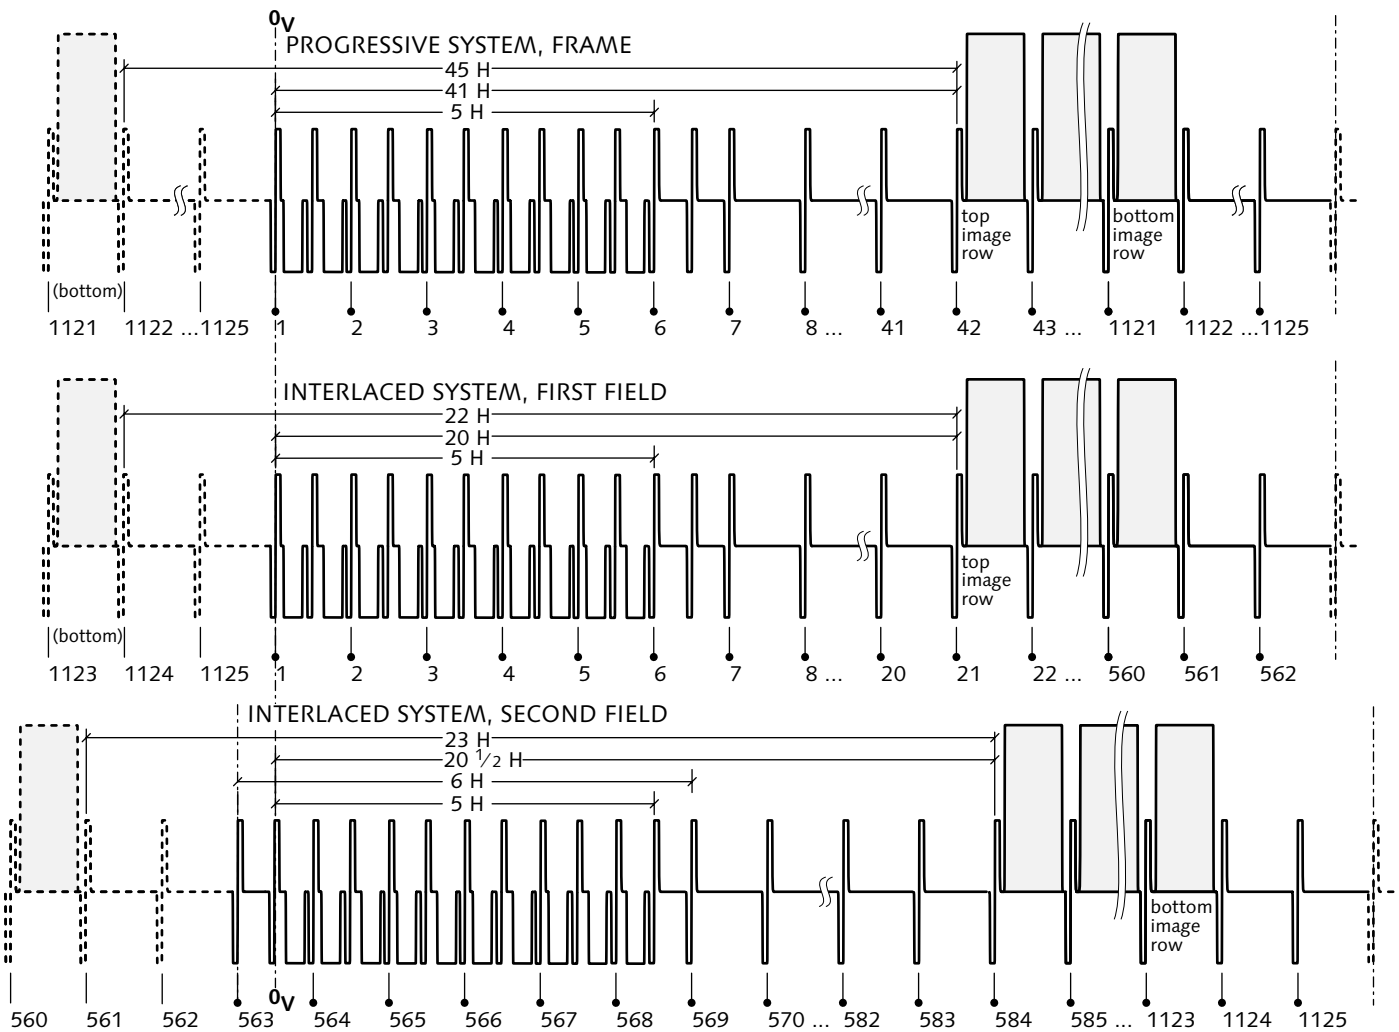 0V
PROGRESSIVE SYSTEM, FRAME
45 H
41 H
5 H
top image row
bottom image row
(bottom)
1121 1122 ...1125 1 2 3 4 5 6 7 8 ... 41 42 43 ... 1121 1122 ...1125
INTERLACED SYSTEM, FIRST FIELD
22 H
20 H
5 H
top image row
(bottom)
1123 1124 1125 1 2 3 4 5 6 7 8 ... 20 21 22 ... 560 561 562
INTERLACED SYSTEM, SECOND FIELD
23 H
20 1/2 H
6 H
5 H
bottom image row
560 561 562 563 0V 564 565 566 567 568 569 570 ... 582 583 584 585 ... 1123 1124 1125